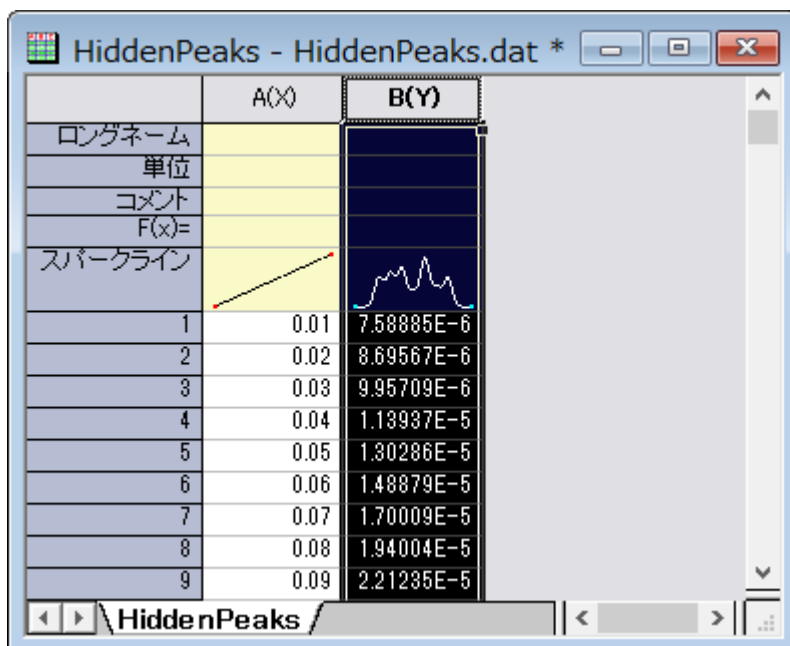 HiddenPeaks - HiddenPeaks.dat *
A(X) B(Y)
ロングネーム
単位
コメント
F(x)=
スパークライン
1 0.01 7.58885E-6
2 0.02 8.69567E-6
3 0.03 9.95709E-6
4 0.04 1.13937E-5
5 0.05 1.30286E-5
6 0.06 1.48879E-5
7 0.07 1.70009E-5
8 0.08 1.94004E-5
9 0.09 2.21235E-5
HiddenPeaks